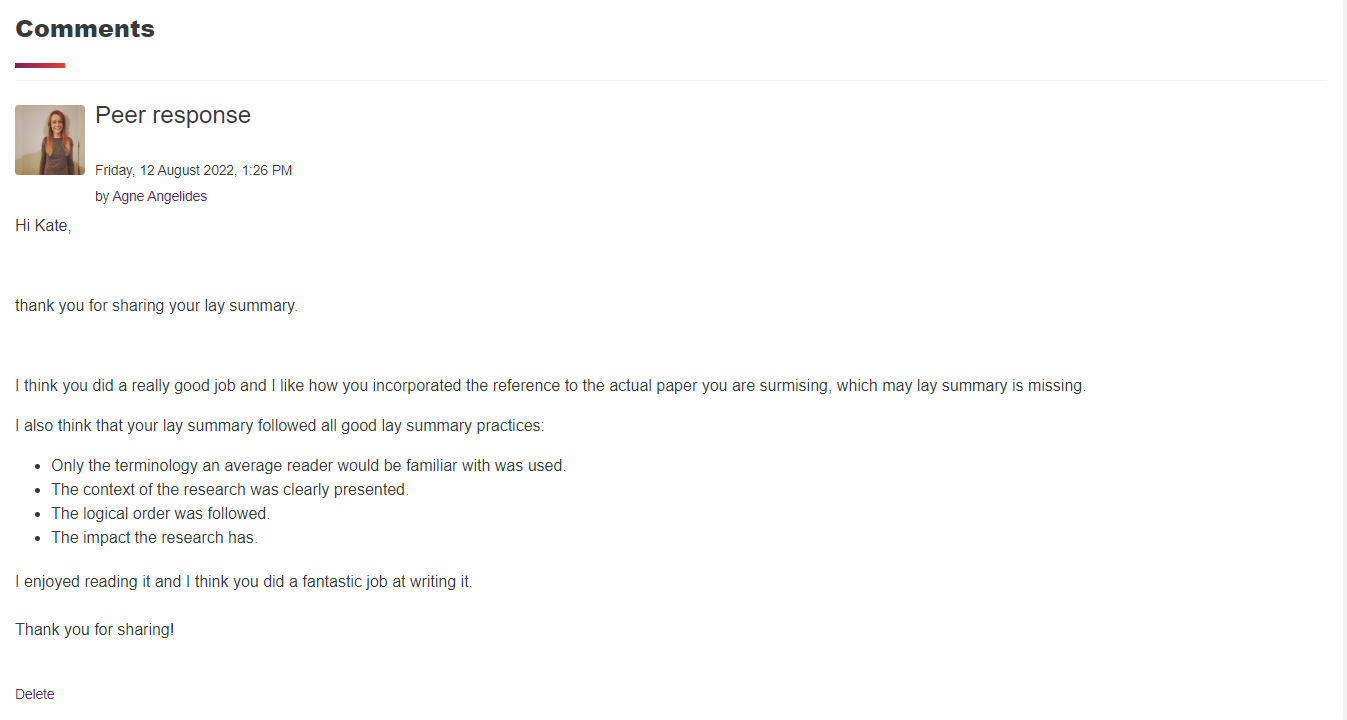 Comments
Peer response
Friday, 12 August 2022, 1:26 PM
by Agne Angelides
Hi Kate,
thank you for sharing your lay summary.
I think you did a really good job and I like how you incorporated the reference to the actual paper you are surmising, which may lay summary is missing.
I also think that your lay summary followed all good lay summary practices:
• Only the terminology an average reader would be familiar with was used.
• The context of the research was clearly presented.
• The logical order was followed.
• The impact the research has.
I enjoyed reading it and I think you did a fantastic job at writing it.
Thank you for sharing!
Delete